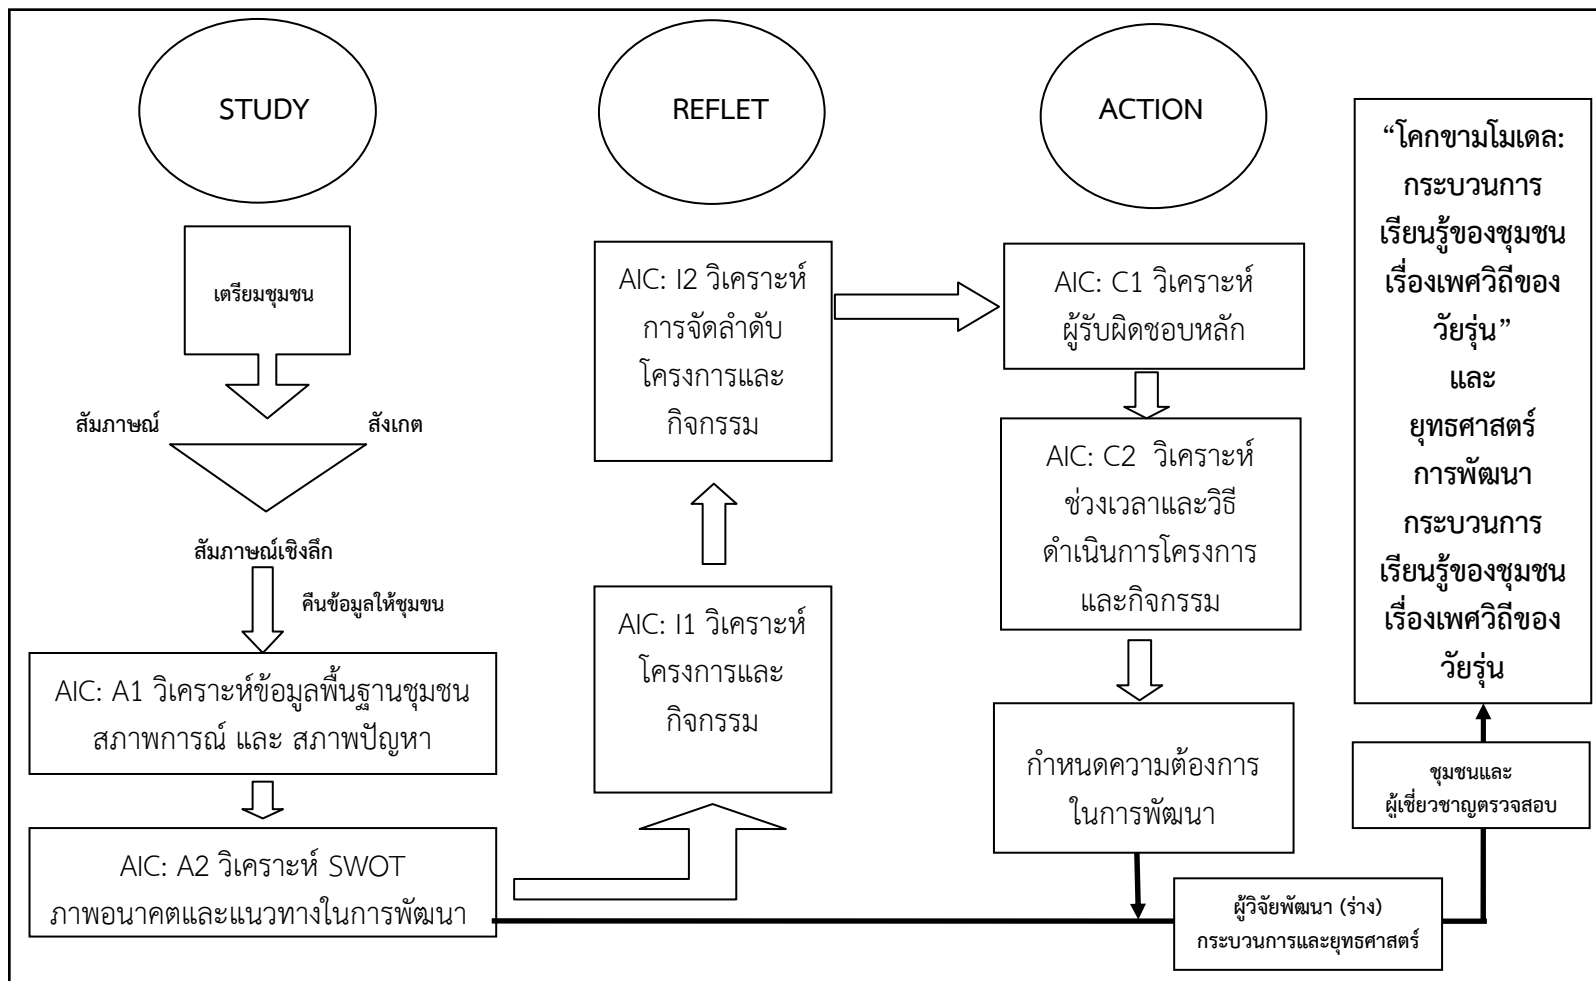 STUDY
เตรียมชุมชน
สัมภาษณ์
สังเกต
สัมภาษณ์เชิงลึก
คืนข้อมูลให้ชุมขน
AIC: A1 วิเคราะห์ข้อมูลพื้นฐานชุมชน
สภาพการณ์ และ สภาพปัญหา
AIC: A2 วิเคราะห์ SWOT
ภาพอนาคตและแนวทางในการพัฒนา
REFLET
AIC: I2 วิเคราะห์
การจัดลำดับ
โครงการและ
กิจกรรม
AIC: I1 วิเคราะห์
โครงการและ
กิจกรรม
ACTION
AIC: C1 วิเคราะห์
ผู้รับผิดชอบหลัก
AIC: C2 วิเคราะห์
ช่วงเวลาและวิธี
ดำเนินการโครงการ
และกิจกรรม
กำหนดความต้องการ
ในการพัฒนา
ผู้วิจัยพัฒนา (ร่าง)
กระบวนการและยุทธศาสตร์
ชุมชนและ
ผู้เชี่ยวชาญตรวจสอบ
“โคกขามโมเดล:
กระบวนการ
เรียนรู้ของชุมชน
เรื่องเพศวิถีของ
วัยรุ่น”
และ
ยุทธศาสตร์
การพัฒนา
กระบวนการ
เรียนรู้ของชุมชน
เรื่องเพศวิถีของ
วัยรุ่น